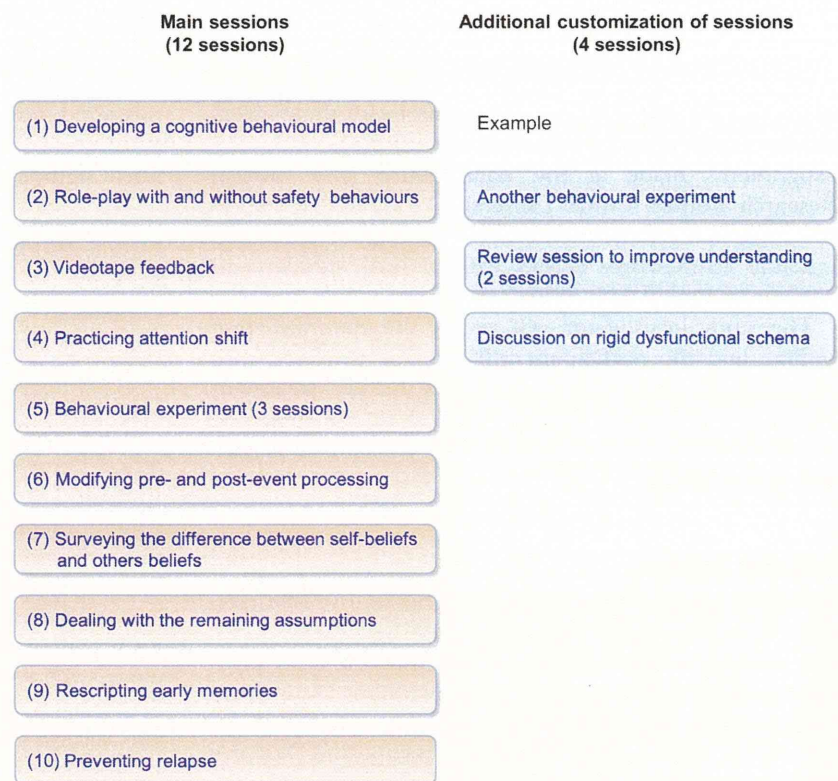 Main sessions
(12 sessions)
(1) Developing a cognitive behavioural model
(2) Role-play with and without safety behaviours
(3) Videotape feedback
(4) Practicing attention shift
(5) Behavioural experiment (3 sessions)
(6) Modifying pre- and post-event processing
(7) Surveying the difference between self-beliefs
and others beliefs
(8) Dealing with the remaining assumptions
(9) Rescripting early memories
(10) Preventing relapse
Additional customization of sessions
(4 sessions)
Example
Another behavioural experiment
Review session to improve understanding
(2 sessions)
Discussion on rigid dysfunctional schema